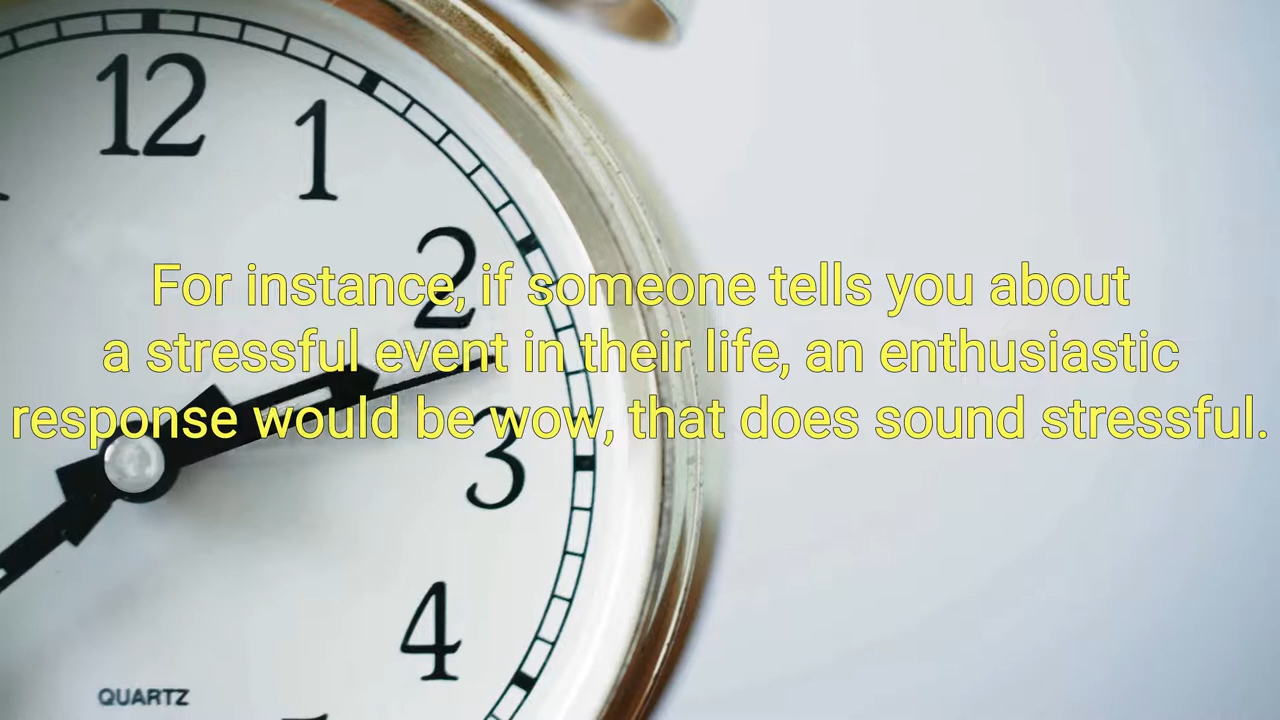 12
1
2
For instance, if someone tells you about
a stressful event in their life, an enthusiastic
response would be wow, that does sound stressful.
3
4
QUARTZ